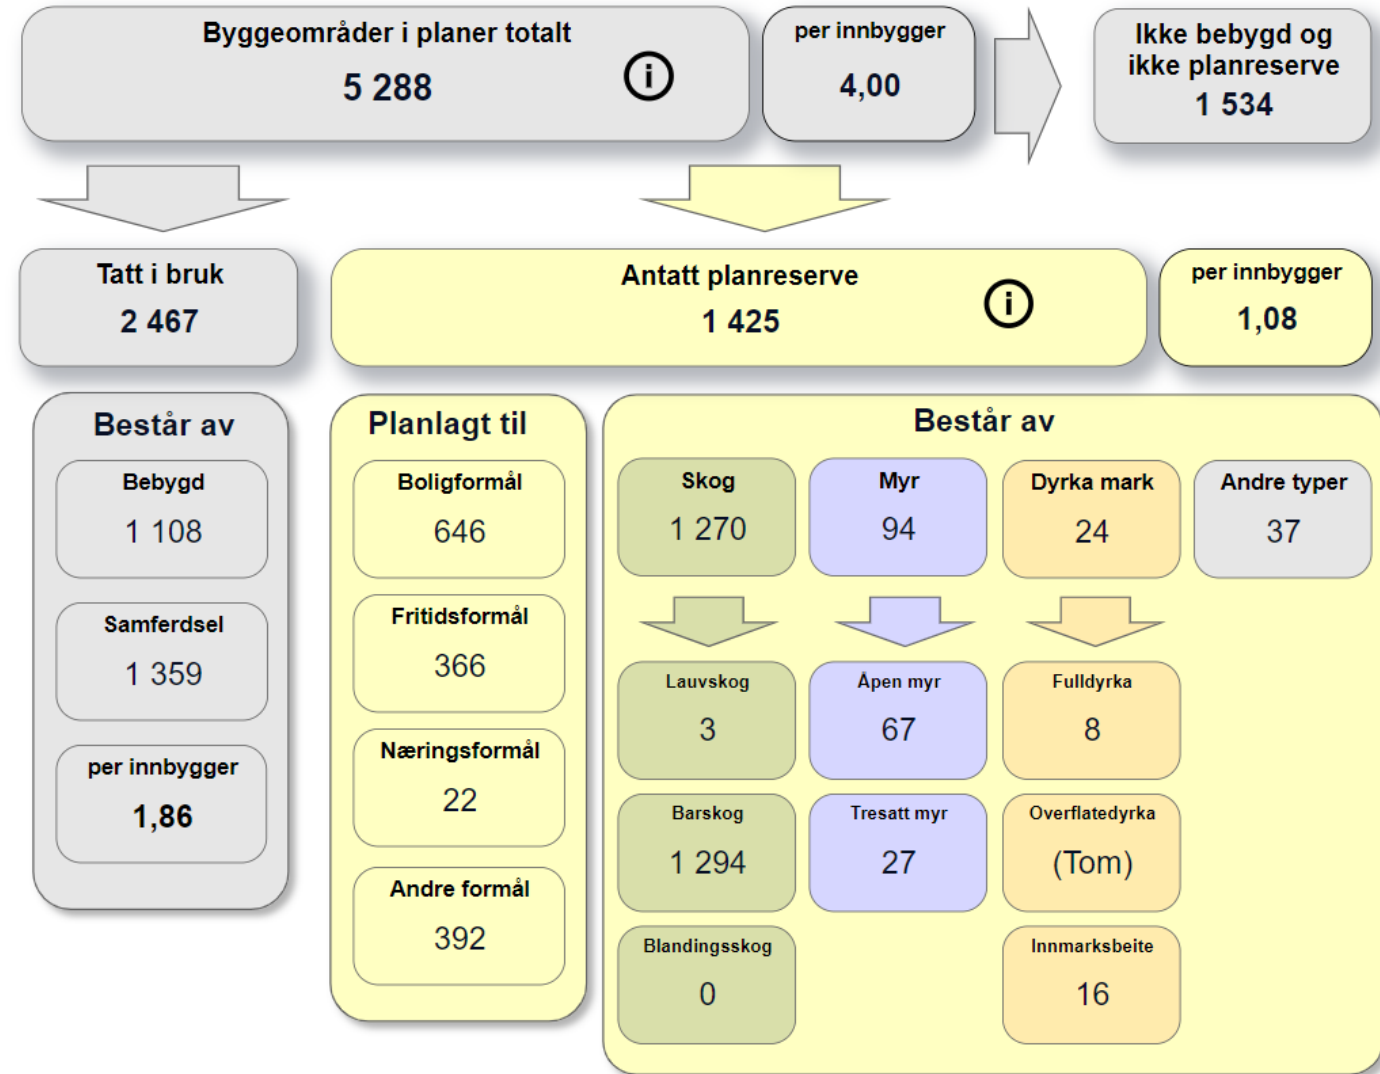 Byggeområder i planer totalt
5 288
i
per innbygger
4,00
Ikke bebygd og
ikke planreserve
1 534
Tatt i bruk
2 467
Antatt planreserve
1 425
i
per innbygger
1,08
Består av
Bebygd
1 108
Samferdsel
1 359
per innbygger
1,86
Planlagt til
Boligformål
646
Fritidsformål
366
Næringsformål
22
Andre formål
392
Består av
Skog
1 270
Myr
94
Dyrka mark
24
Andre typer
37
Lauvskog
3
Åpen myr
67
Fulldyrka
8
Barskog
1 294
Tresatt myr
27
Overflatedyrka
(Tom)
Blandingsskog
0
Innmarksbeite
16